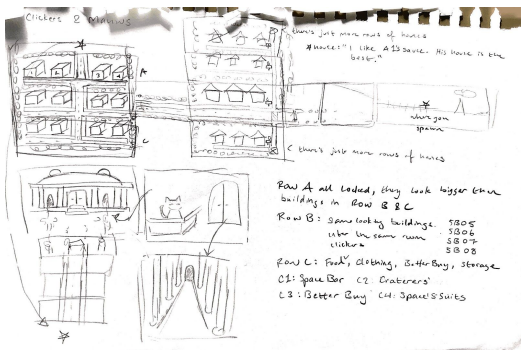 Clickers & Mauius
there's just more rows of houses
*house: "I like A13 sauce. His house is the best."
A
C
where you spawn
C there's just more rows of houses
Row A all Locked, they look bigger than
buildings in Row B & C
Row B: Same looking buildings. SB05
enter the same room SB06
clickers SB07
SB08
Row C: Food, Clothing, Better Buy, Storage
C1: Space Bar C2: Craterers
C3: Better Buy C4: Space's Suits